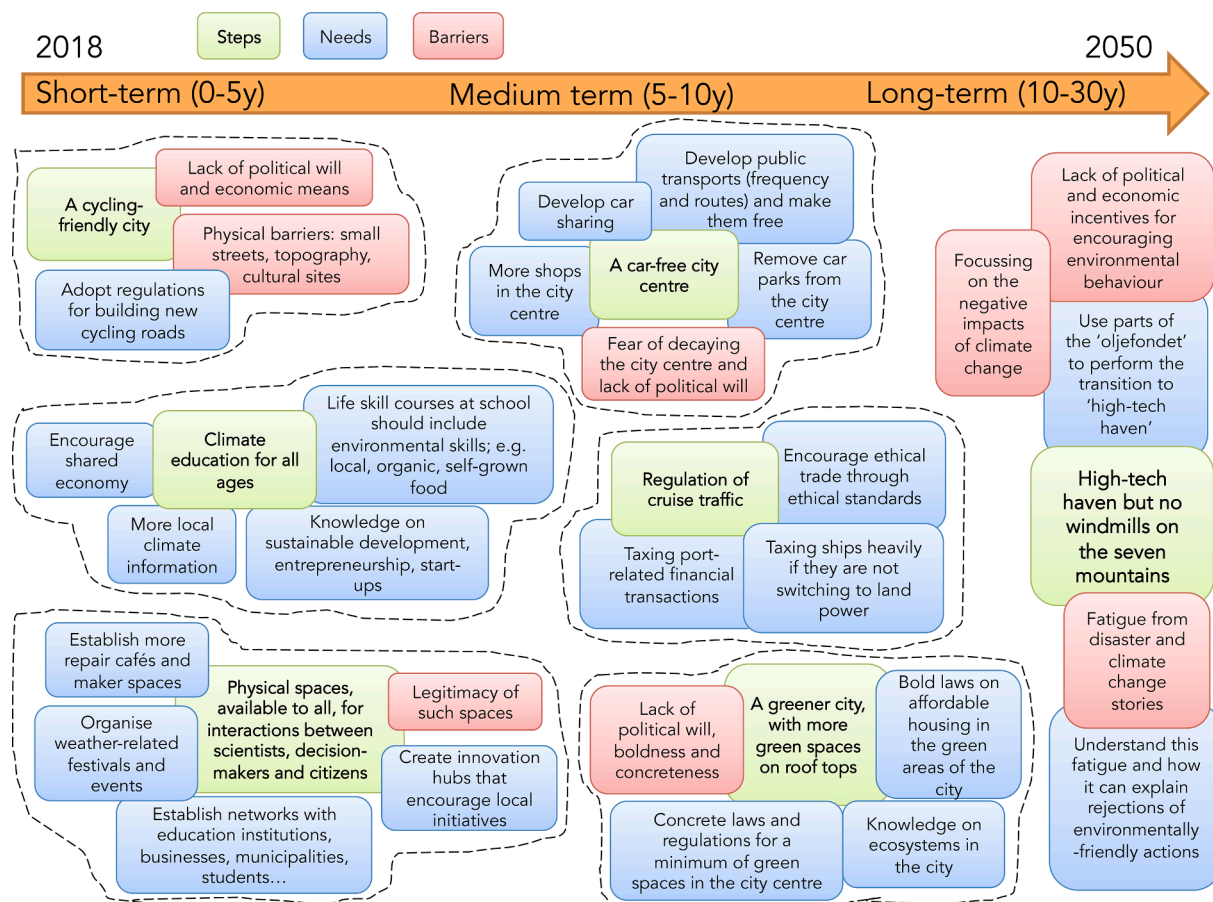 Steps
Needs
Barriers
2018
2050
Short-term (0-5y)
Medium term (5-10y)
Long-term (10-30y)
A cycling-
friendly city
Lack of political will
and economic means
Physical barriers: small
streets, topography,
cultural sites
Adopt regulations
for building new
cycling roads
Climate
education for all
ages
Encourage
shared
economy
Life skill courses at school
should include
environmental skills; e.g.
local, organic, self-grown
food
More local
climate
information
Knowledge on
sustainable development,
entrepreneurship, start-
ups
Establish more
repair cafés and
maker spaces
Physical spaces,
available to all, for
interactions between
scientists, decision-
makers and citizens
Legitimacy of
such spaces
Organise
weather-related
festivals and
events
Create innovation
hubs that
encourage local
initiatives
Establish networks with
education institutions,
businesses, municipalities,
students…
Develop car
sharing
Develop public
transports (frequency
and routes) and make
them free
More shops
in the city
centre
A car-free city
centre
Remove car
parks from
the city
centre
Fear of decaying
the city centre and
lack of political will
Regulation of
cruise traffic
Encourage ethical
trade through
ethical standards
Taxing port-
related financial
transactions
Taxing ships heavily
if they are not
switching to land
power
Lack of
political will,
boldness and
concreteness
A greener city,
with more
green spaces
on roof tops
Bold laws on
affordable
housing in
the green
areas of the
city
Concrete laws and
regulations for a
minimum of green
spaces in the city centre
Knowledge on
ecosystems in
the city
Lack of
political and
economic
incentives for
encouraging
environmental
behaviour
Focussing
on the
negative
impacts
of climate
change
Use parts of
the 'oljefondet'
to perform the
transition to
'high-tech
haven'
High-tech
haven but no
windmills on
the seven
mountains
Fatigue from
disaster and
climate
change
stories
Understand this
fatigue and how
it can explain
rejections of
environmentally
-friendly actions